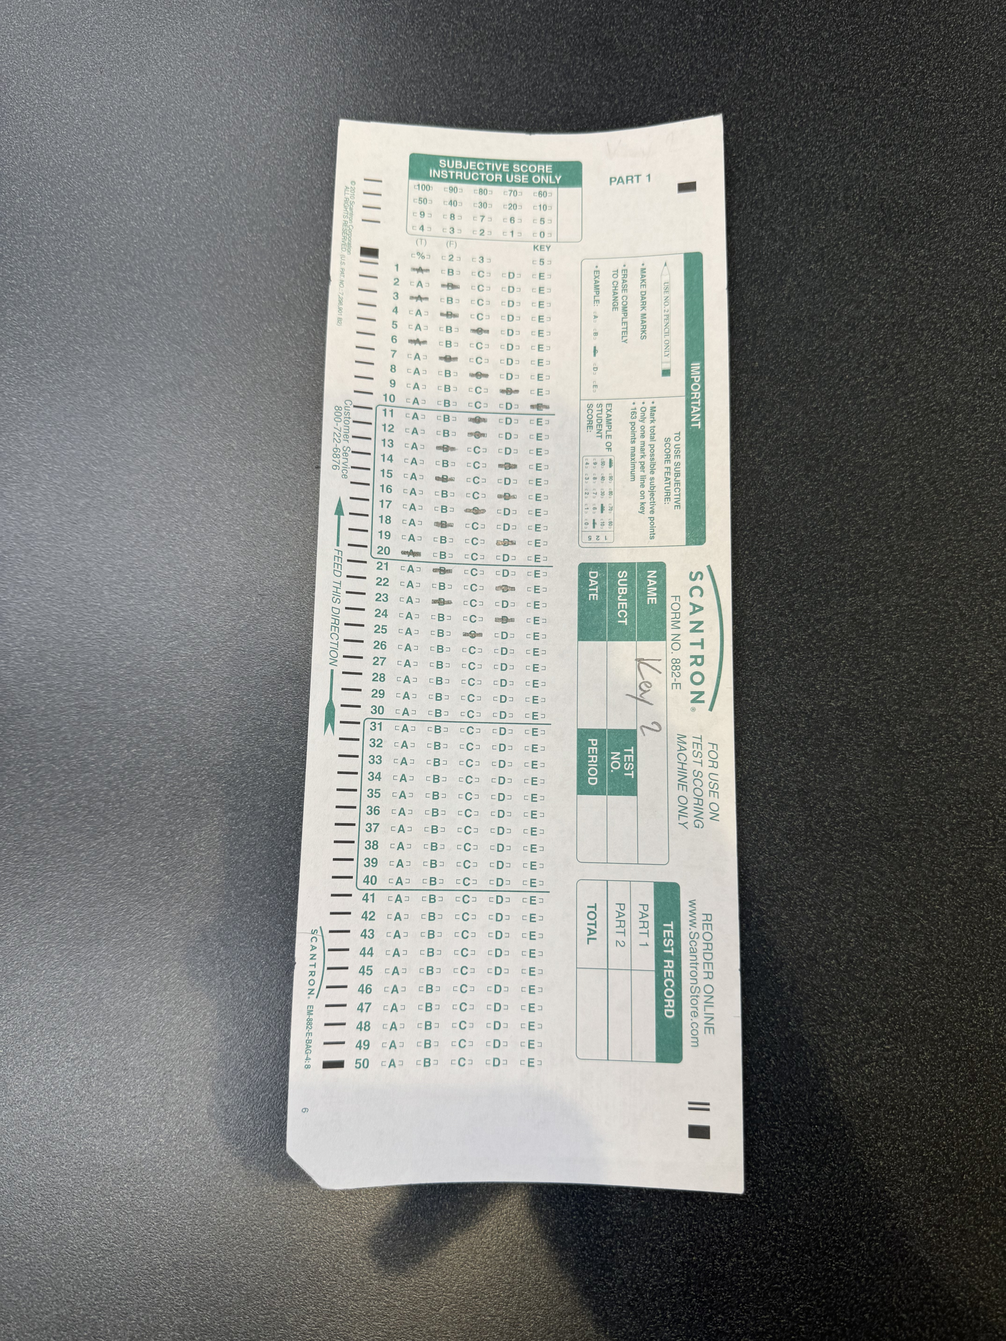 SUBJECTIVE SCORE
INSTRUCTOR USE ONLY
100 90 80 70 60
50 40 30 20 10
9 8 7 6 5
4 3 2 1 0
(T) (F) KEY
% 2 3 5
1 A B C D E
2 A B C D E
3 A B C D E
4 A B C D E
5 A B C D E
6 A B C D E
7 A B C D E
8 A B C D E
9 A B C D E
10 A B C D E
11 A B C D E
12 A B C D E
13 A B C D E
14 A B C D E
15 A B C D E
16 A B C D E
17 A B C D E
18 A B C D E
19 A B C D E
20 A B C D E
21 A B C D E
22 A B C D E
23 A B C D E
24 A B C D E
25 A B C D E
26 A B C D E
27 A B C D E
28 A B C D E
29 A B C D E
30 A B C D E
31 A B C D E
32 A B C D E
33 A B C D E
34 A B C D E
35 A B C D E
36 A B C D E
37 A B C D E
38 A B C D E
39 A B C D E
40 A B C D E
41 A B C D E
42 A B C D E
43 A B C D E
44 A B C D E
45 A B C D E
46 A B C D E
47 A B C D E
48 A B C D E
49 A B C D E
50 A B C D E
PART 1
IMPORTANT
USE NO. 2 PENCIL ONLY
• MAKE DARK MARKS
• ERASE COMPLETELY
TO CHANGE
• EXAMPLE: A B D E
TO USE SUBJECTIVE
SCORE FEATURE:
• Mark total possible subjective points
• Only one mark per line on key
• 163 points maximum
EXAMPLE OF
STUDENT
SCORE:
SCANTRON®
FORM NO. 882-E
FOR USE ON
TEST SCORING
MACHINE ONLY
REORDER ONLINE
www.ScantronStore.com
NAME Key 2
SUBJECT
TEST NO.
DATE
PERIOD
TEST RECORD
PART 1
PART 2
TOTAL
© 2010 Scantron Corporation
ALL RIGHTS RESERVED.
Customer Service
800-722-6876
FEED THIS DIRECTION
SCANTRON. EM-882-E-BAG-4:8
6